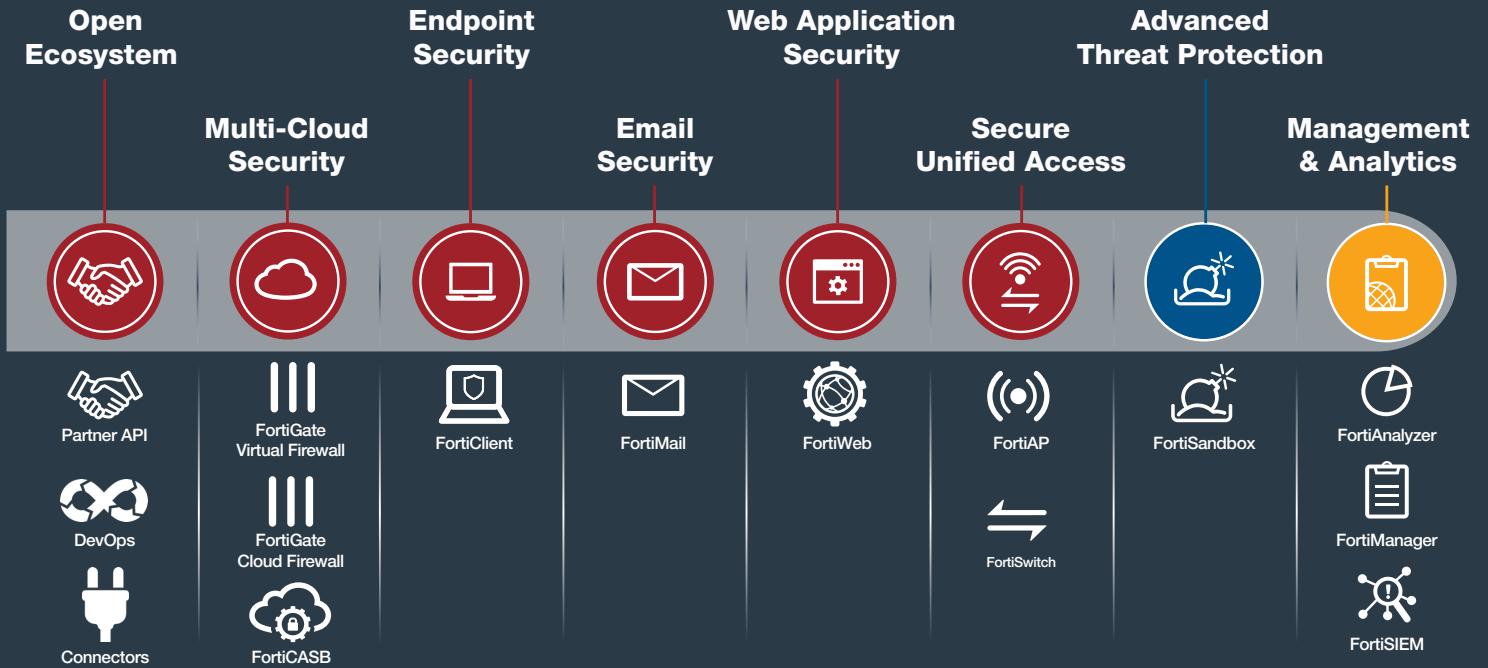 Open
Ecosystem
Multi-Cloud
Security
Endpoint
Security
Email
Security
Web Application
Security
Secure
Unified Access
Advanced
Threat Protection
Management
& Analytics
Partner API
DevOps
Connectors
FortiGate
Virtual Firewall
FortiGate
Cloud Firewall
FortiCASB
FortiClient
FortiMail
FortiWeb
FortiAP
FortiSwitch
FortiSandbox
FortiAnalyzer
FortiManager
FortiSIEM